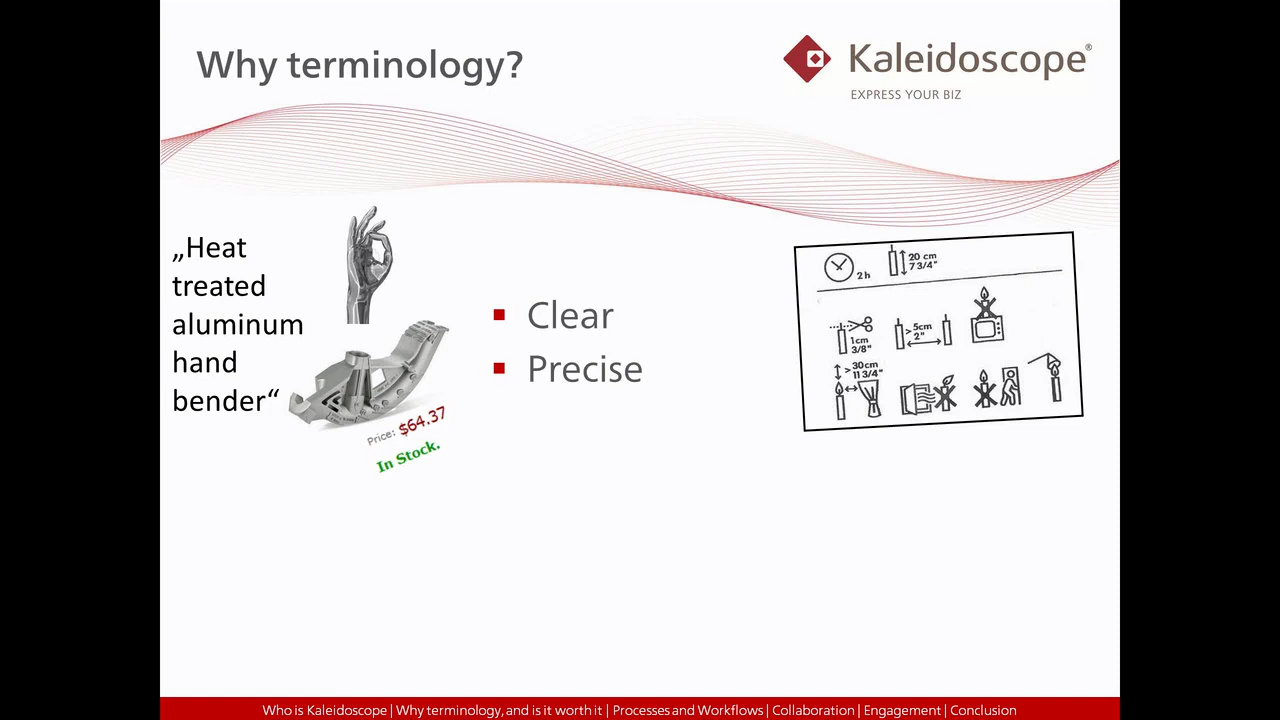 Why terminology?
Kaleidoscope®
EXPRESS YOUR BIZ
„Heat
treated
aluminum
hand
bender“
Price: $64.37
In Stock.
▪ Clear
▪ Precise
2h
20 cm
7 3/4"
1cm
3/8"
>5cm
2"
>30cm
11 3/4"
Who is Kaleidoscope | Why terminology, and is it worth it | Processes and Workflows | Collaboration | Engagement | Conclusion